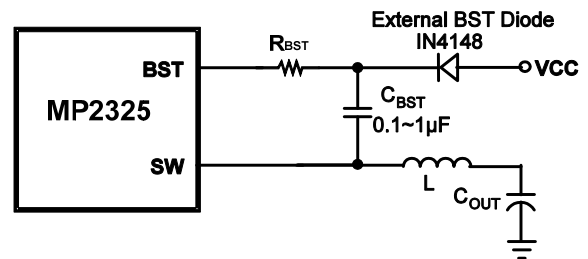 External BST Diode
IN4148
RBST
BST
VCC
MP2325
CBST
0.1~1µF
SW
L
COUT